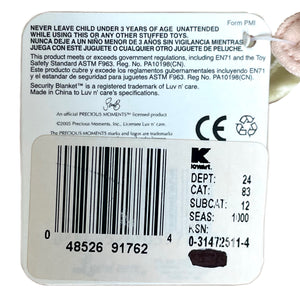 Form PMI
NEVER LEAVE CHILD UNDER 3 YEARS OF AGE UNATTENDED
WHILE USING THIS OR ANY OTHER STUFFED TOYS.
NUNCA DEJE A UN NIÑO MENOR DE 3 AÑOS SIN VIGILANCIA MIENTRAS
JUEGA CON ESTE JUGUETE O CUALQUIER OTRO JUGUETE DE PELUCHE.
This product meets or exceeds government regulations, including EN71 and the Toy
Safety Standard ASTM F963. Reg. No. PA10198(CN).
Este producto cubre y excede los reglamentos gubernamentales incluyendo EN71
y el estandar de seguridad para juguetes ASTM F963. Reg. No. PA10198(CN).
Security Blanket™ is a trademark of Luv n' care.
Made in China to Luv n' care's specifications.
An official PRECIOUS MOMENTS™ licensed product.
©2005 Precious Moments, Inc. Licensee Luv n' care.
The PRECIOUS MOMENTS marks and logos are trademarks
CE
K
kmart.
DEPT: 24
CAT: 83
SUBCAT: 12
SEAS: 1000
KSN:
0-31472511-4
0 48526 91762 4